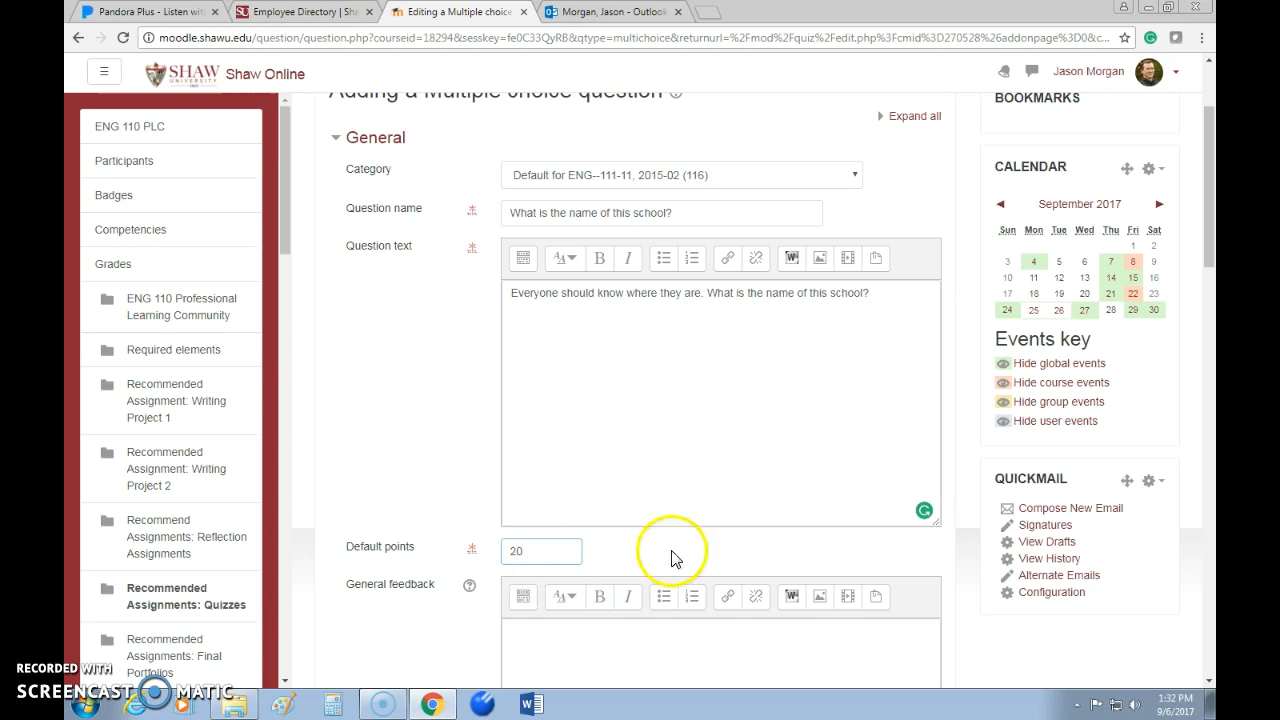 Pandora Plus - Listen with
Employee Directory | Sha
Editing a Multiple choice
Morgan, Jason - Outlook
moodle.shawu.edu/question/question.php?courseid=18294&sesskey=fe0C33QyRB&qtype=multichoice&returnurl=%2Fmod%2Fquiz%2Fedit.php%3Fcmid%3D270528%26addonpage%3D0&c...
SHAW
UNIVERSITY
Shaw Online
Jason Morgan
ENG 110 PLC
Participants
Badges
Competencies
Grades
ENG 110 Professional
Learning Community
Required elements
Recommended
Assignment: Writing
Project 1
Recommended
Assignment: Writing
Project 2
Recommend
Assignments: Reflection
Assignments
Recommended
Assignments: Quizzes
Recommended
Assignments: Final
Portfolios
Adding a Multiple choice question
Expand all
General
Category
Default for ENG--111-11, 2015-02 (116)
Question name
What is the name of this school?
Question text
Everyone should know where they are. What is the name of this school?
Default points
20
General feedback
BOOKMARKS
CALENDAR
September 2017
Sun Mon Tue Wed Thu Fri Sat
1 2
3 4 5 6 7 8 9
10 11 12 13 14 15 16
17 18 19 20 21 22 23
24 25 26 27 28 29 30
Events key
Hide global events
Hide course events
Hide group events
Hide user events
QUICKMAIL
Compose New Email
Signatures
View Drafts
View History
Alternate Emails
Configuration
RECORDED WITH
SCREENCAST MATIC
1:32 PM
9/6/2017